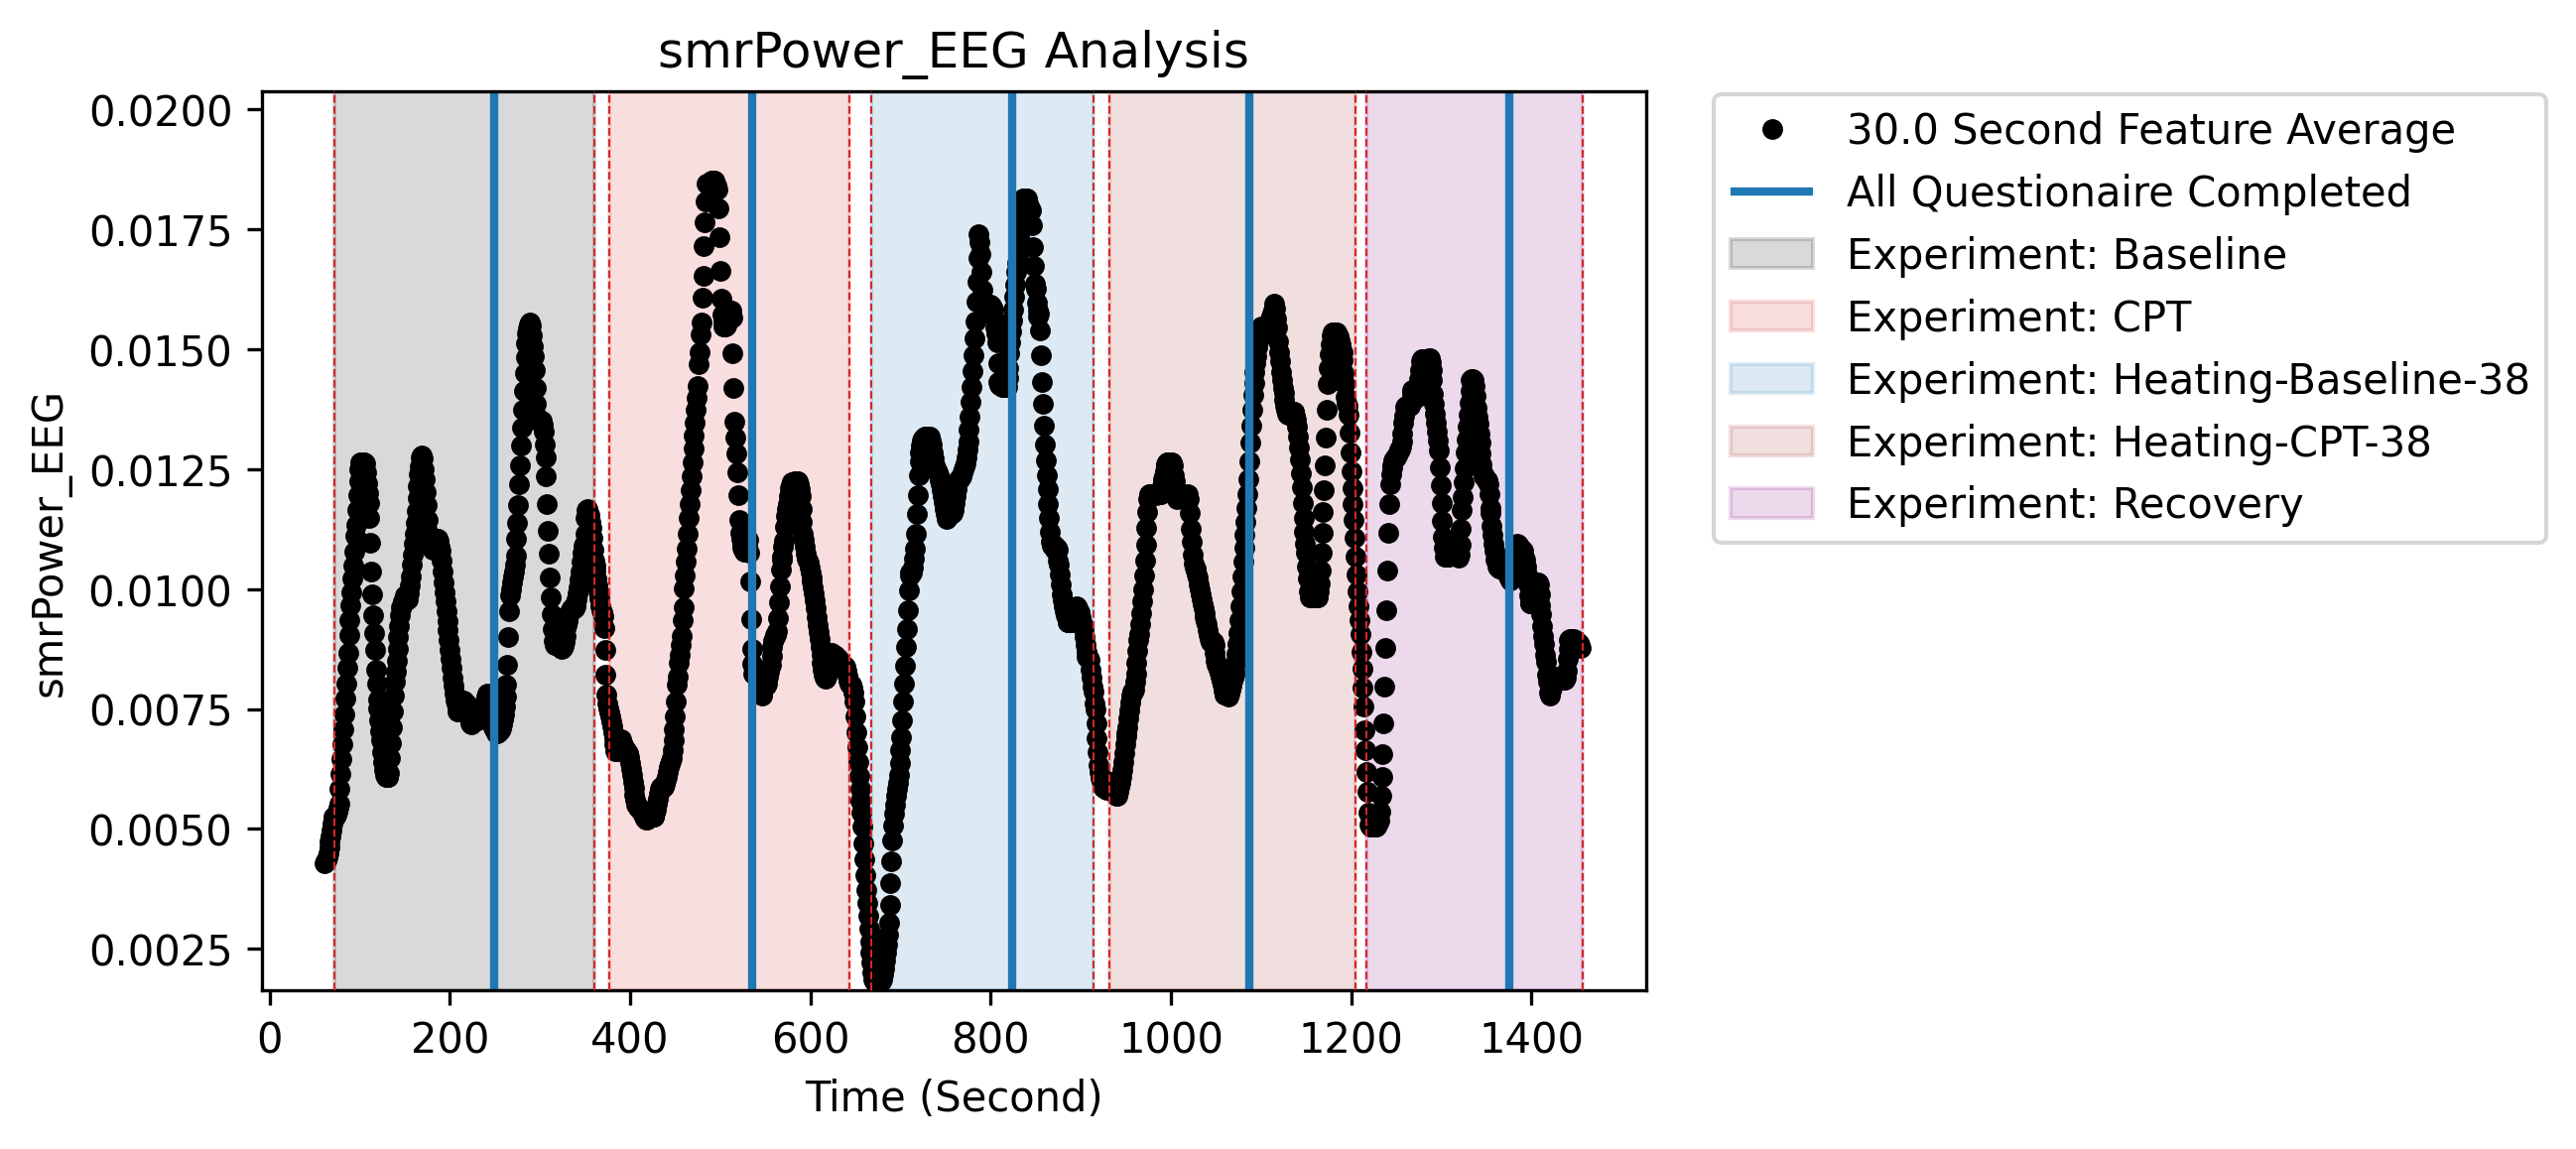 smrPower_EEG Analysis
0.0200
0.0175
0.0150
0.0125
0.0100
0.0075
0.0050
0.0025
smrPower_EEG
0 200 400 600 800 1000 1200 1400
Time (Second)
30.0 Second Feature Average
All Questionaire Completed
Experiment: Baseline
Experiment: CPT
Experiment: Heating-Baseline-38
Experiment: Heating-CPT-38
Experiment: Recovery